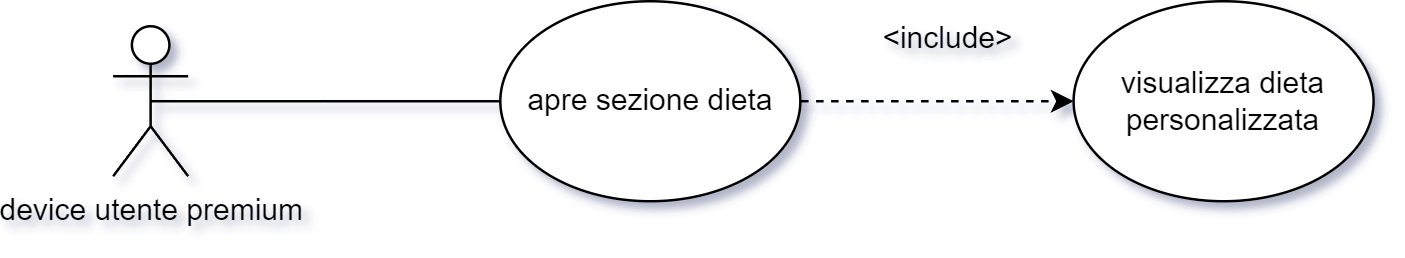 <include>
apre sezione dieta
visualizza dieta
personalizzata
device utente premium